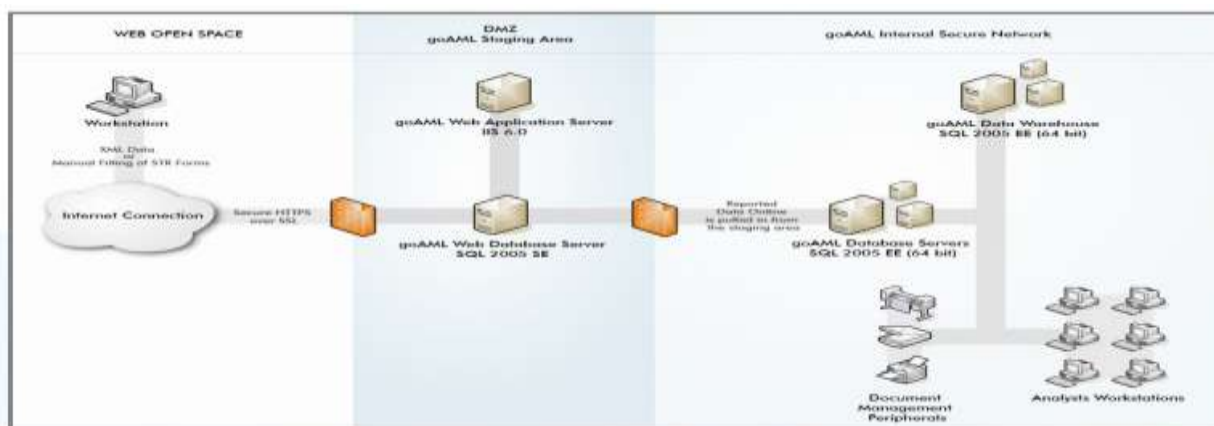 WEB OPEN SPACE
DMZ
goAML Staging Area
goAML Internal Secure Network
Workstation
XML Data
or
Manual Filling of STR Forms
Internet Connection
Secure HTTPS
over SSL
goAML Web Application Server
IIS 6.0
goAML Web Database Server
SQL 2005 SE
Reported
Data Online
is pulled in from
the staging area
goAML Data Warehouse
SQL 2005 EE (64 bit)
goAML Database Servers
SQL 2005 EE (64 bit)
Document
Management
Peripherals
Analysts Workstations